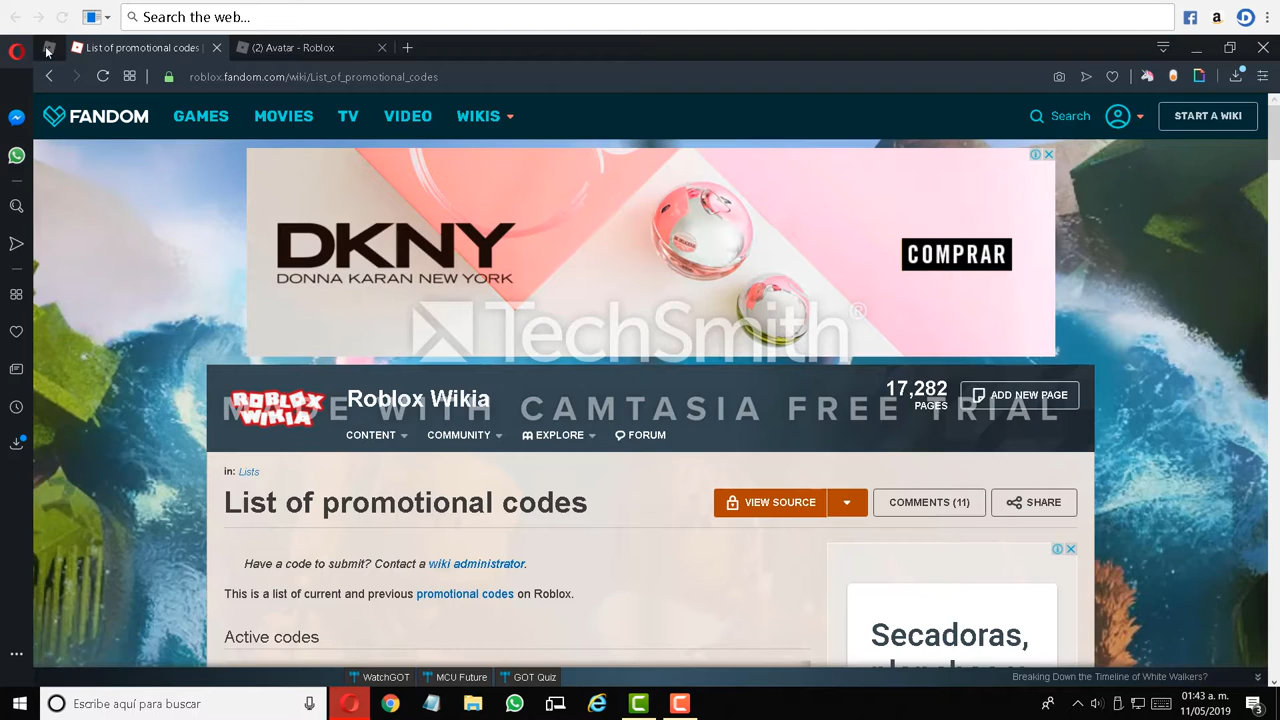 Search the web...
List of promotional codes
(2) Avatar - Roblox
roblox.fandom.com/wiki/List_of_promotional_codes
FANDOM GAMES MOVIES TV VIDEO WIKIS Search START A WIKI
DKNY
DONNA KARAN NEW YORK
COMPRAR
TechSmith®
MADE WITH CAMTASIA FREE TRIAL
ROBLOX WIKIA
Roblox Wikia
17,282
PAGES
ADD NEW PAGE
CONTENT COMMUNITY EXPLORE FORUM
in: Lists
List of promotional codes
VIEW SOURCE COMMENTS (11) SHARE
Have a code to submit? Contact a wiki administrator.
This is a list of current and previous promotional codes on Roblox.
Active codes
Secadoras,
WatchGOT MCU Future GOT Quiz
Breaking Down the Timeline of White Walkers?
Escribe aquí para buscar
01:43 a. m.
11/05/2019
3